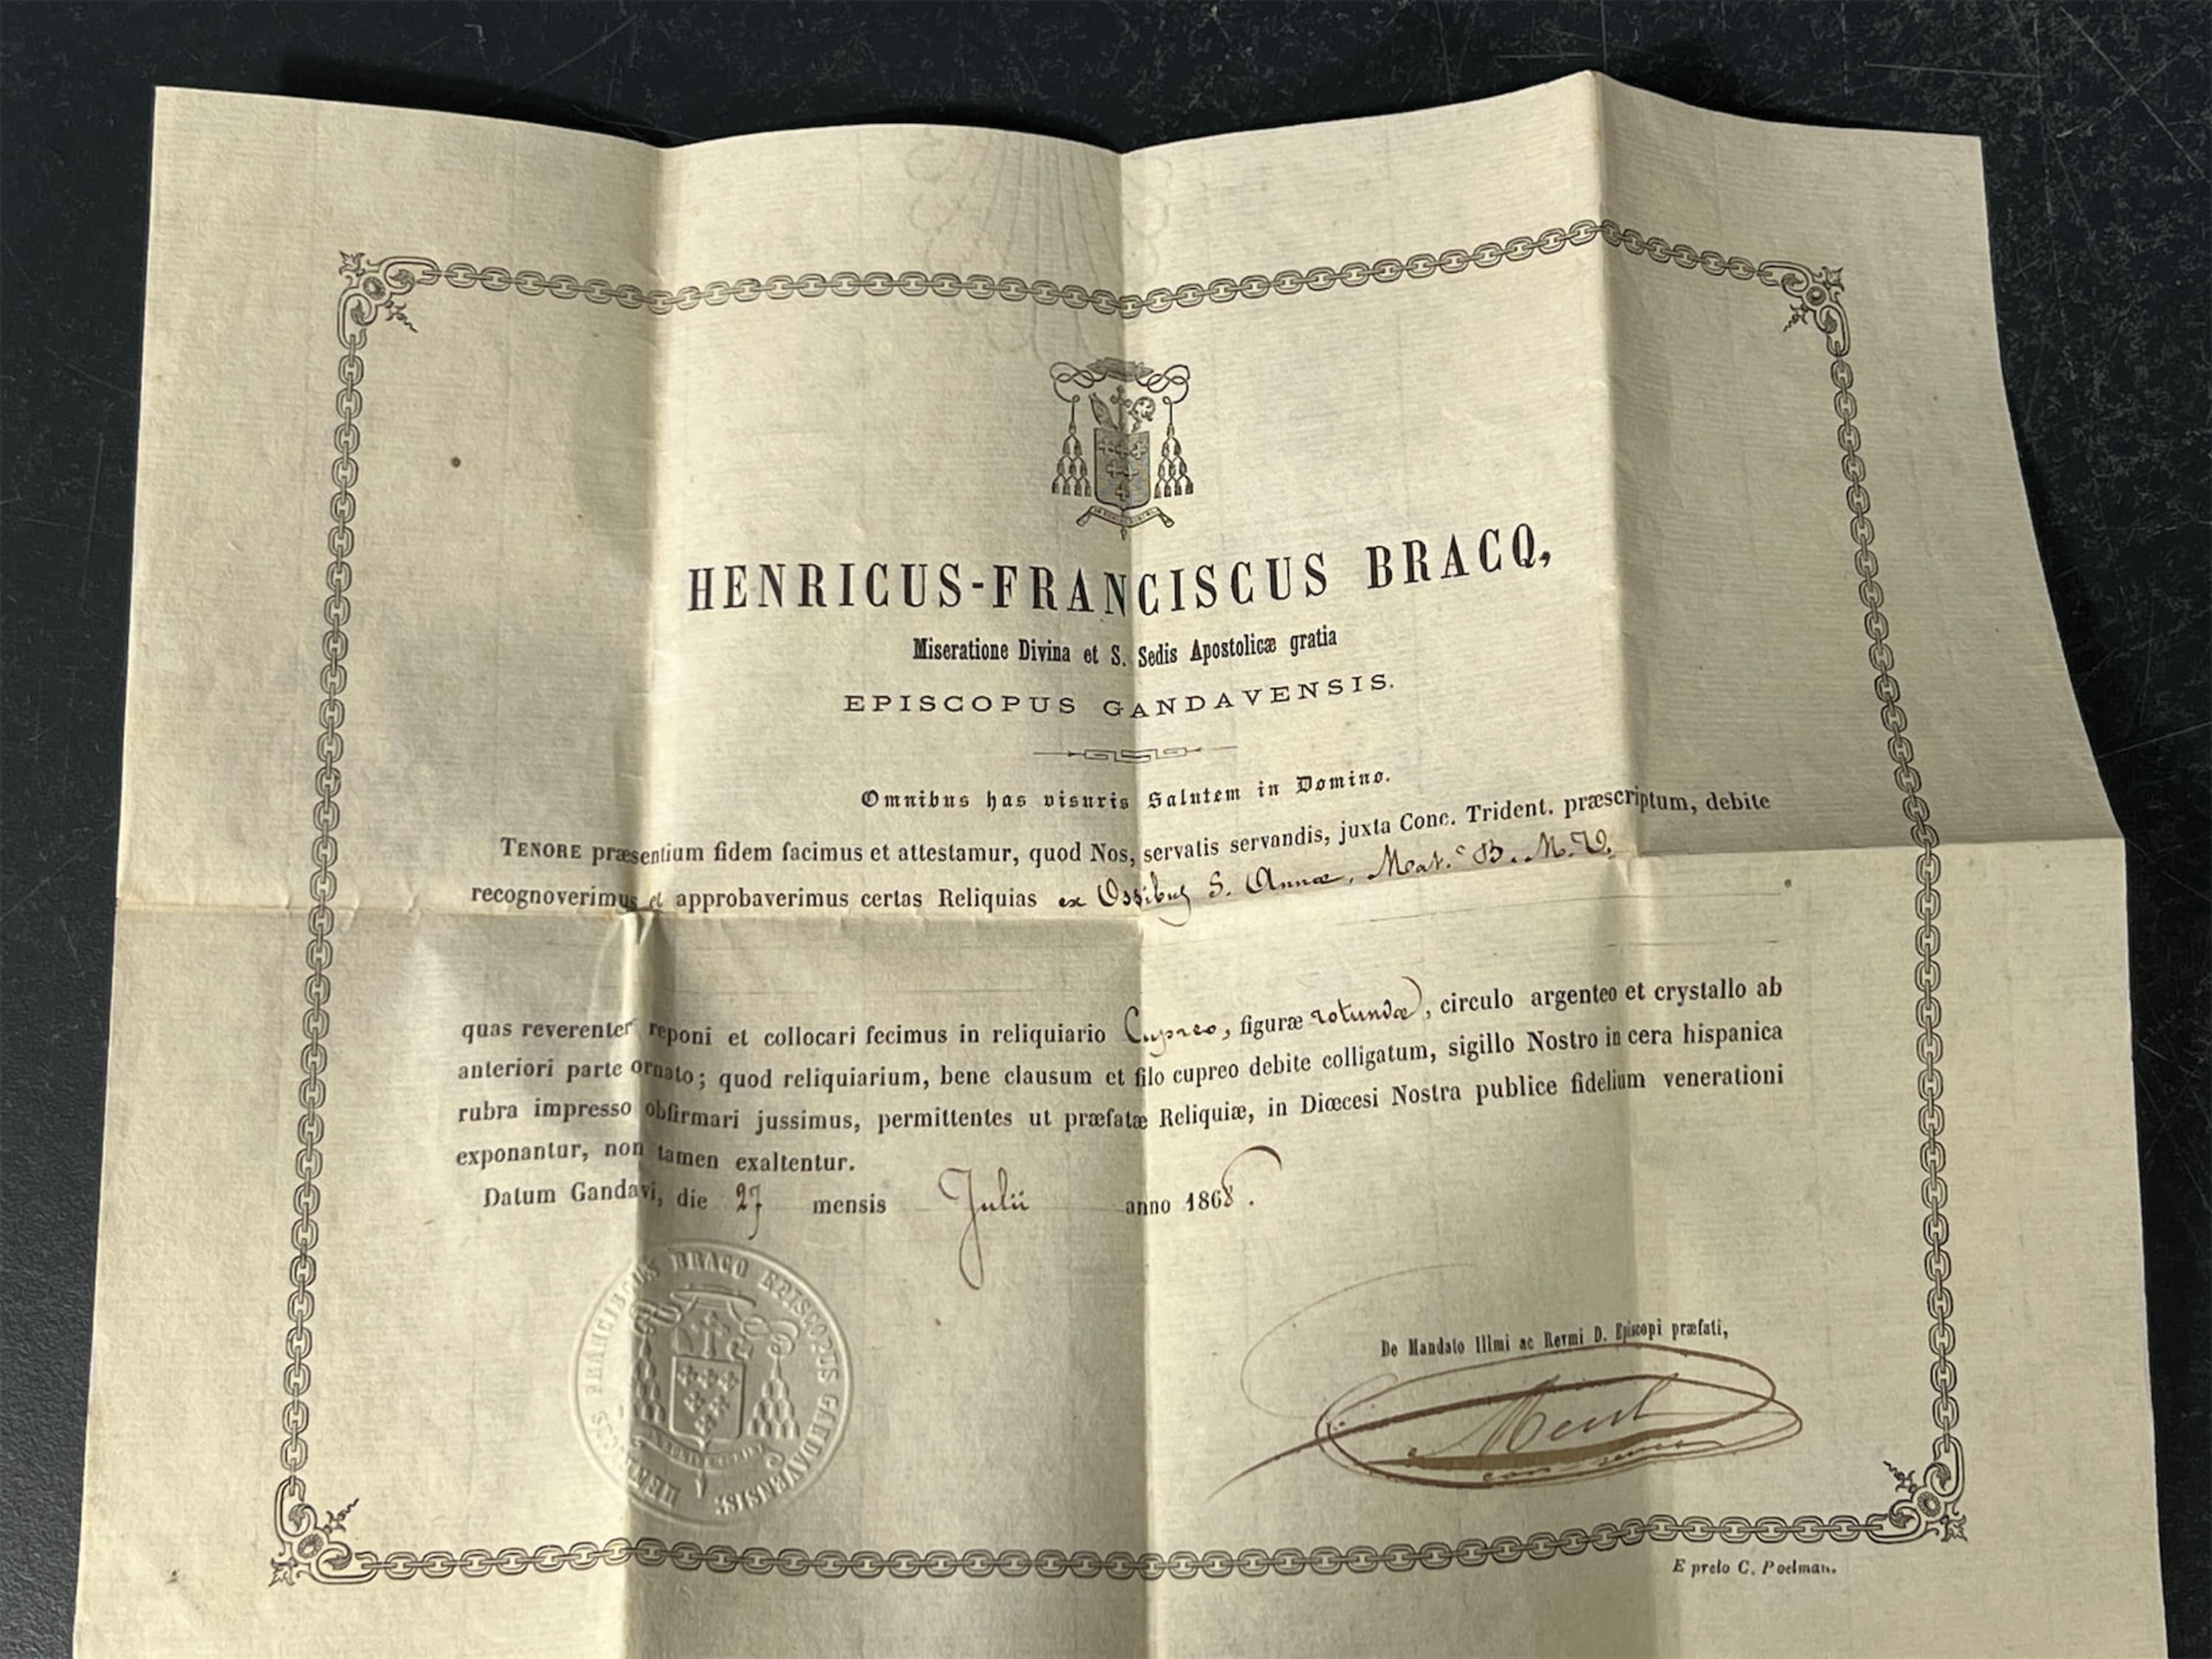 HENRICUS-FRANCISCUS BRACQ,
Miseratione Divina et S. Sedis Apostolicæ gratia
EPISCOPUS GANDAVENSIS.
Omnibus has visuris Salutem in Domino.
TENORE præsentium fidem facimus et attestamur, quod Nos, servatis servandis, juxta Conc. Trident. præscriptum, debite
recognoverimus et approbaverimus certas Reliquias ex Ossibus S. Annæ, Mat.ᶜ B. M. V.
quas reverenter reponi et collocari fecimus in reliquiario Cupreo, figuræ rotundæ, circulo argenteo et crystallo ab
anteriori parte ornato; quod reliquiarium, bene clausum et filo cupreo debite colligatum, sigillo Nostro in cera hispanica
rubra impresso obfirmari jussimus, permittentes ut præfatæ Reliquiæ, in Diœcesi Nostra publice fidelium venerationi
exponantur, non tamen exaltentur.
Datum Gandavi, die 27 mensis Julii anno 1868.
HENRICUS FRANCISCUS BRACQ EPISCOPUS GANDAVENSIS
De Mandato Illmi ac Revmi D. Episcopi præfati,
E prelo C. Poelman.